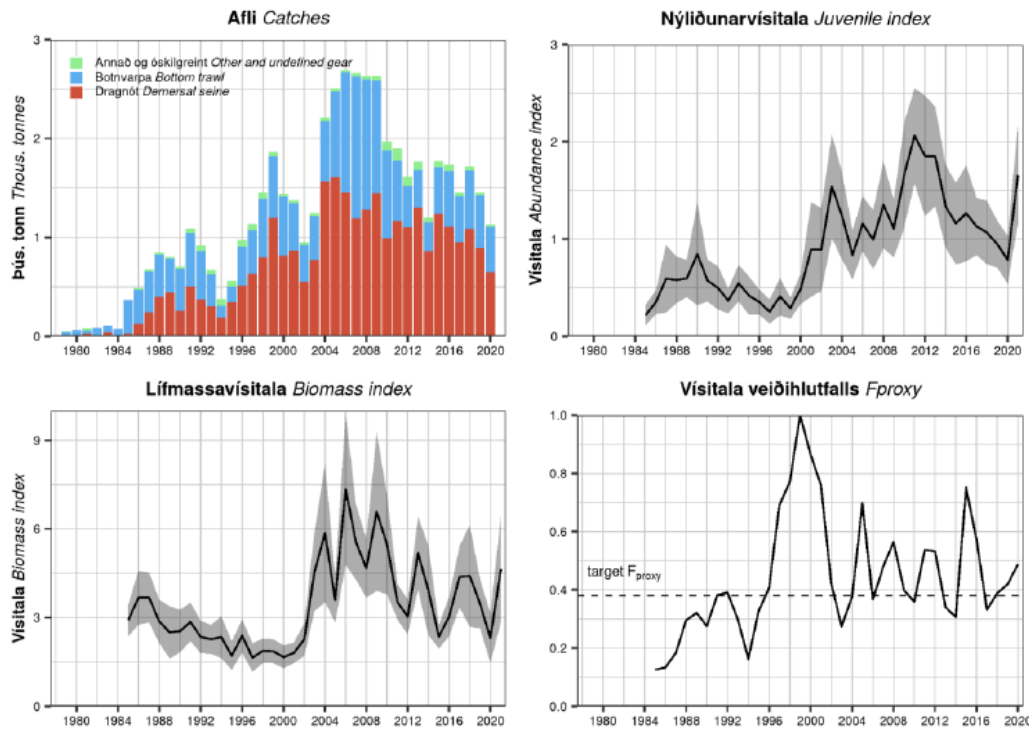 Afli Catches
Þús. tonn Thous. tonnes
3
2
1
0
Annað og óskilgreint Other and undefined gear
Botnvarpa Bottom trawl
Dragnót Demersal seine
1980 1984 1988 1992 1996 2000 2004 2008 2012 2016 2020
Nýliðunarvísitala Juvenile index
Vísitala Abundance index
3
2
1
0
1980 1984 1988 1992 1996 2000 2004 2008 2012 2016 2020
Lífmassavísitala Biomass index
Vísitala Biomass index
9
6
3
0
1980 1984 1988 1992 1996 2000 2004 2008 2012 2016 2020
Vísitala veiðihlutfalls Fproxy
1.0
0.8
0.6
0.4
0.2
0.0
target Fproxy
1980 1984 1988 1992 1996 2000 2004 2008 2012 2016 2020